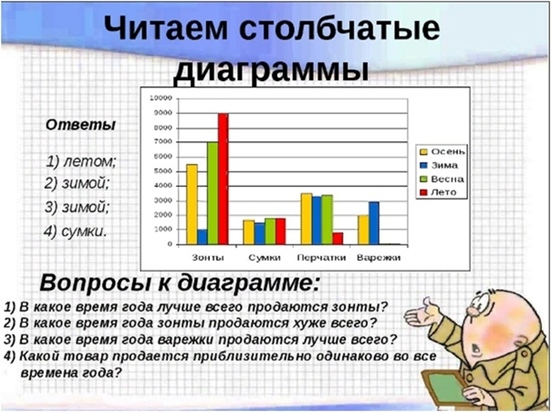 Читаем столбчатые
диаграммы
Ответы
1) летом;
2) зимой;
3) зимой;
4) сумки.
10000
9000
8000
7000
6000
5000
4000
3000
2000
1000
0
Зонты Сумки Перчатки Варежки
Осень
Зима
Весна
Лето
Вопросы к диаграмме:
1) В какое время года лучше всего продаются зонты?
2) В какое время года зонты продаются хуже всего?
3) В какое время года варежки продаются лучше всего?
4) Какой товар продается приблизительно одинаково во все
времена года?